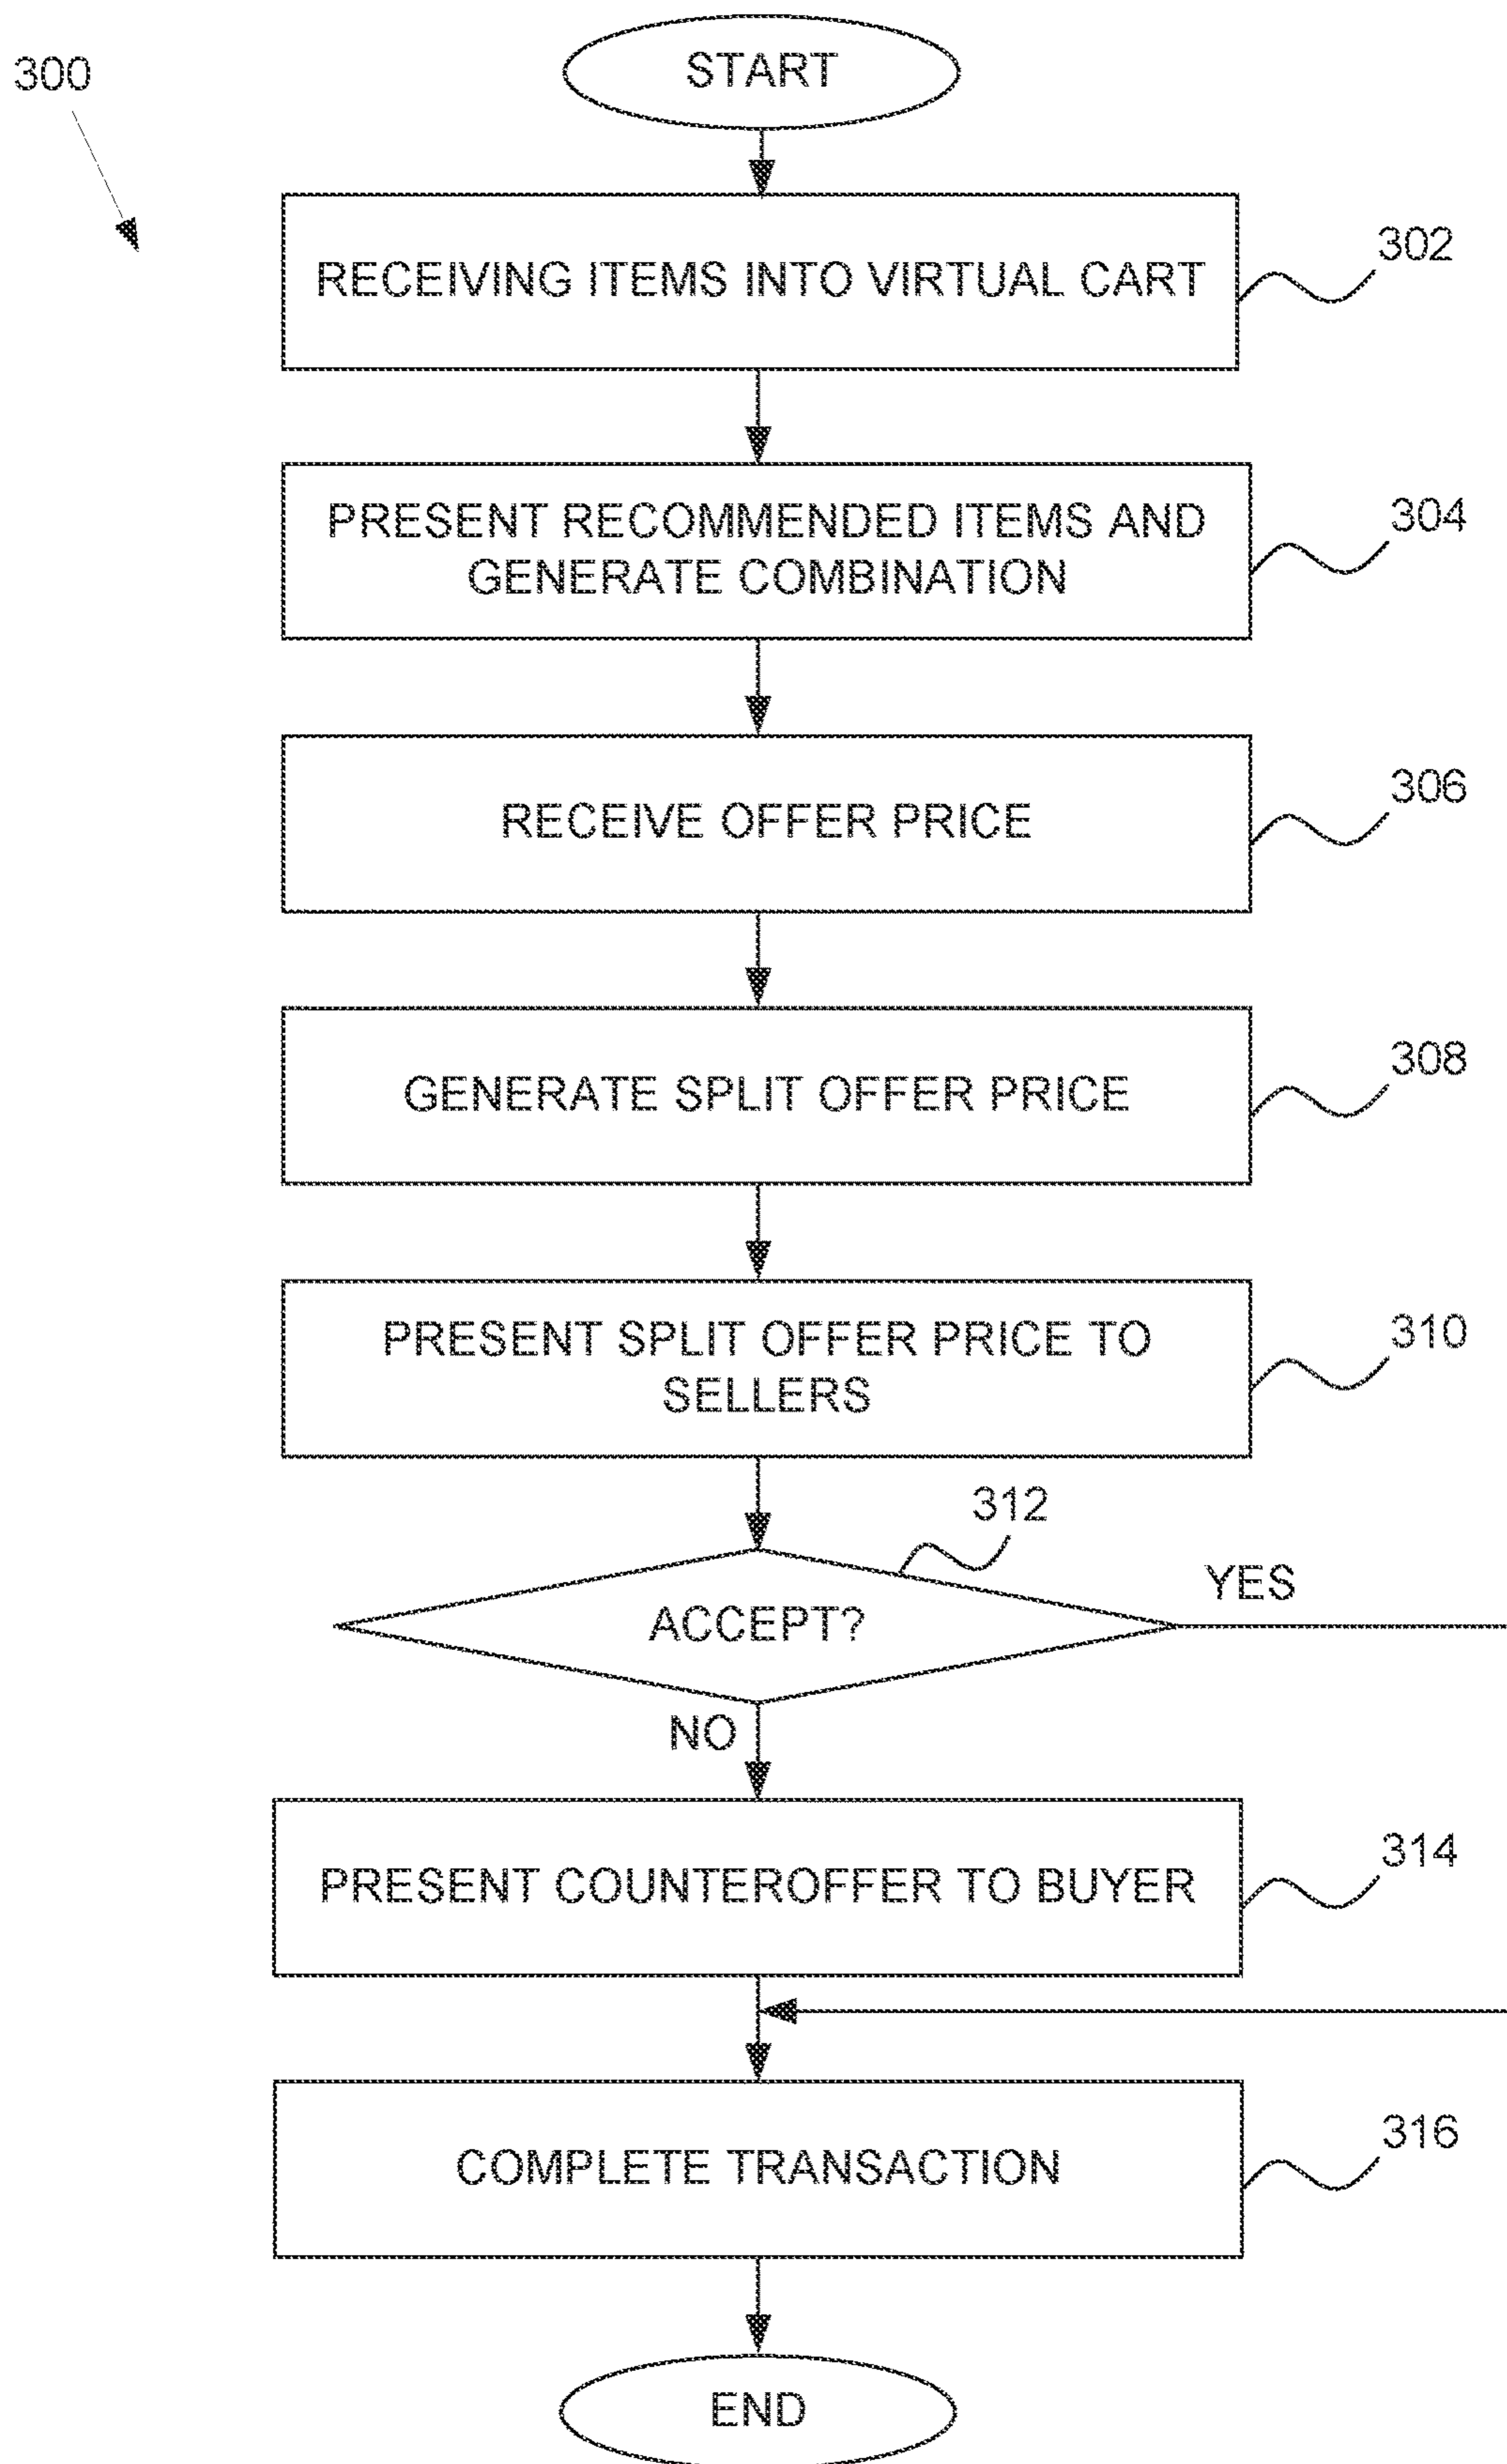 300
START
RECEIVING ITEMS INTO VIRTUAL CART
302
PRESENT RECOMMENDED ITEMS AND
GENERATE COMBINATION
304
RECEIVE OFFER PRICE
306
GENERATE SPLIT OFFER PRICE
308
PRESENT SPLIT OFFER PRICE TO
SELLERS
310
312
ACCEPT?
YES
NO
PRESENT COUNTEROFFER TO BUYER
314
COMPLETE TRANSACTION
316
END